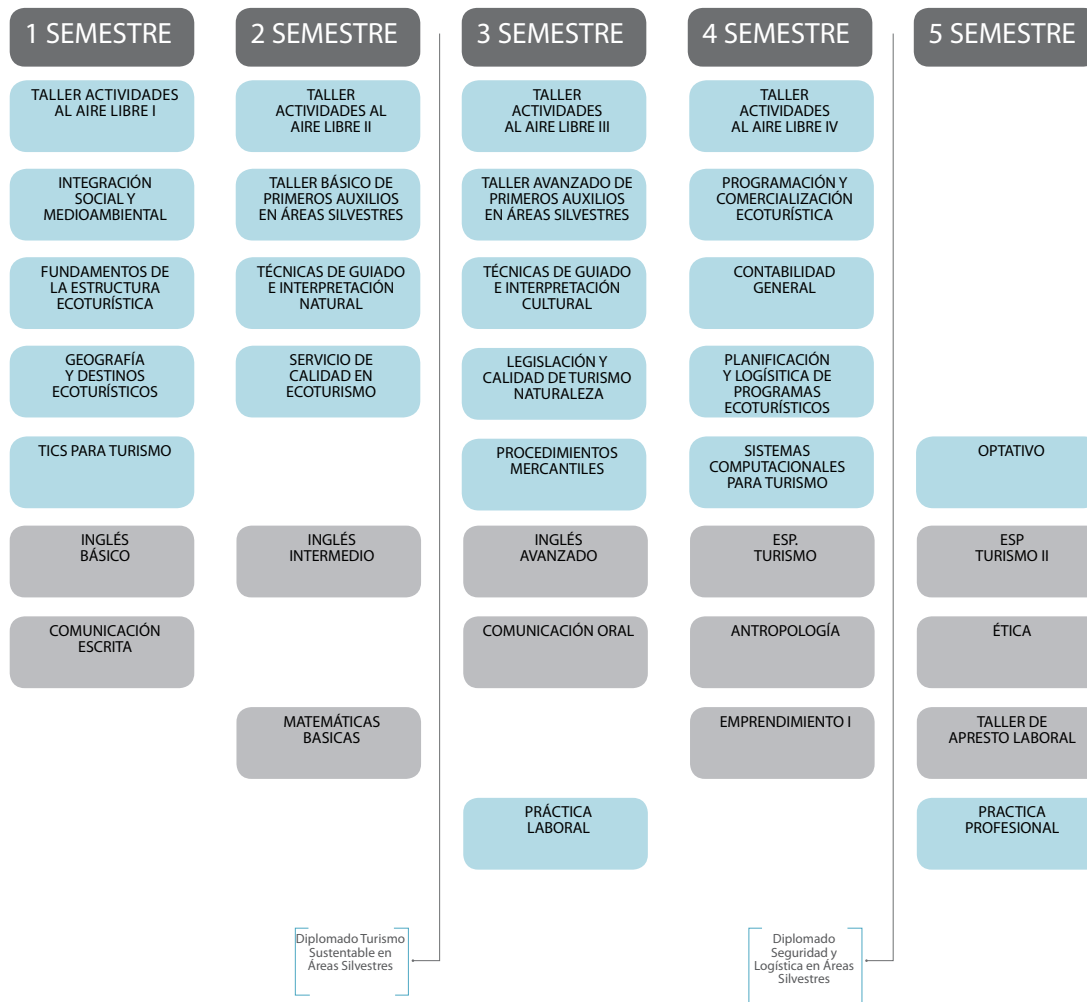 1 SEMESTRE
TALLER ACTIVIDADES
AL AIRE LIBRE I
INTEGRACIÓN
SOCIAL Y
MEDIOAMBIENTAL
FUNDAMENTOS DE
LA ESTRUCTURA
ECOTURÍSTICA
GEOGRAFÍA
Y DESTINOS
ECOTURÍSTICOS
TICS PARA TURISMO
INGLÉS
BÁSICO
COMUNICACIÓN
ESCRITA
2 SEMESTRE
TALLER
ACTIVIDADES AL
AIRE LIBRE II
TALLER BÁSICO DE
PRIMEROS AUXILIOS
EN ÁREAS SILVESTRES
TÉCNICAS DE GUIADO
E INTERPRETACIÓN
NATURAL
SERVICIO DE
CALIDAD EN
ECOTURISMO
INGLÉS
INTERMEDIO
MATEMÁTICAS
BASICAS
Diplomado Turismo
Sustentable en
Áreas Silvestres
3 SEMESTRE
TALLER
ACTIVIDADES
AL AIRE LIBRE III
TALLER AVANZADO DE
PRIMEROS AUXILIOS
EN ÁREAS SILVESTRES
TÉCNICAS DE GUIADO
E INTERPRETACIÓN
CULTURAL
LEGISLACIÓN Y
CALIDAD DE TURISMO
NATURALEZA
PROCEDIMIENTOS
MERCANTILES
INGLÉS
AVANZADO
COMUNICACIÓN ORAL
PRÁCTICA
LABORAL
4 SEMESTRE
TALLER
ACTIVIDADES
AL AIRE LIBRE IV
PROGRAMACIÓN Y
COMERCIALIZACIÓN
ECOTURÍSTICA
CONTABILIDAD
GENERAL
PLANIFICACIÓN
Y LOGÍSITICA DE
PROGRAMAS
ECOTURÍSTICOS
SISTEMAS
COMPUTACIONALES
PARA TURISMO
ESP.
TURISMO
ANTROPOLOGÍA
EMPRENDIMIENTO I
Diplomado
Seguridad y
Logística en Áreas
Silvestres
5 SEMESTRE
OPTATIVO
ESP
TURISMO II
ÉTICA
TALLER DE
APRESTO LABORAL
PRACTICA
PROFESIONAL